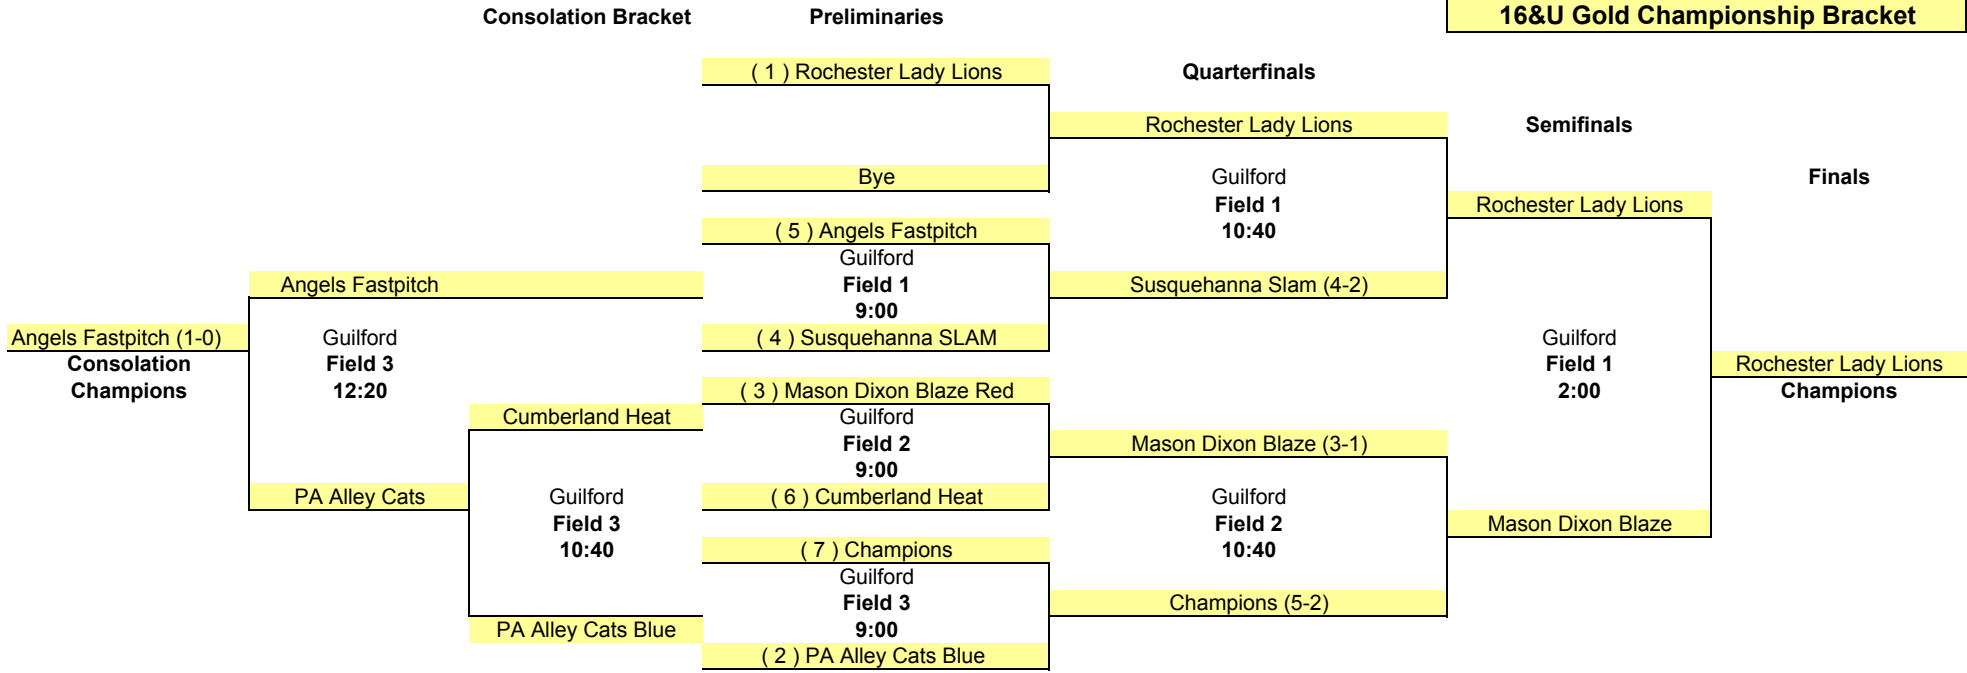 Consolation Bracket
Preliminaries
16&U Gold Championship Bracket
( 1 ) Rochester Lady Lions
Quarterfinals
Rochester Lady Lions
Semifinals
Bye
Guilford
Finals
Field 1
Rochester Lady Lions
( 5 ) Angels Fastpitch
10:40
Guilford
Angels Fastpitch
Field 1
Susquehanna Slam (4-2)
9:00
Angels Fastpitch (1-0)
Guilford
( 4 ) Susquehanna SLAM
Guilford
Consolation
Field 3
Field 1
Rochester Lady Lions
Champions
12:20
( 3 ) Mason Dixon Blaze Red
2:00
Champions
Cumberland Heat
Guilford
Field 2
Mason Dixon Blaze (3-1)
9:00
PA Alley Cats
Guilford
( 6 ) Cumberland Heat
Guilford
Field 3
Field 2
Mason Dixon Blaze
10:40
( 7 ) Champions
10:40
Guilford
Field 3
Champions (5-2)
PA Alley Cats Blue
9:00
( 2 ) PA Alley Cats Blue